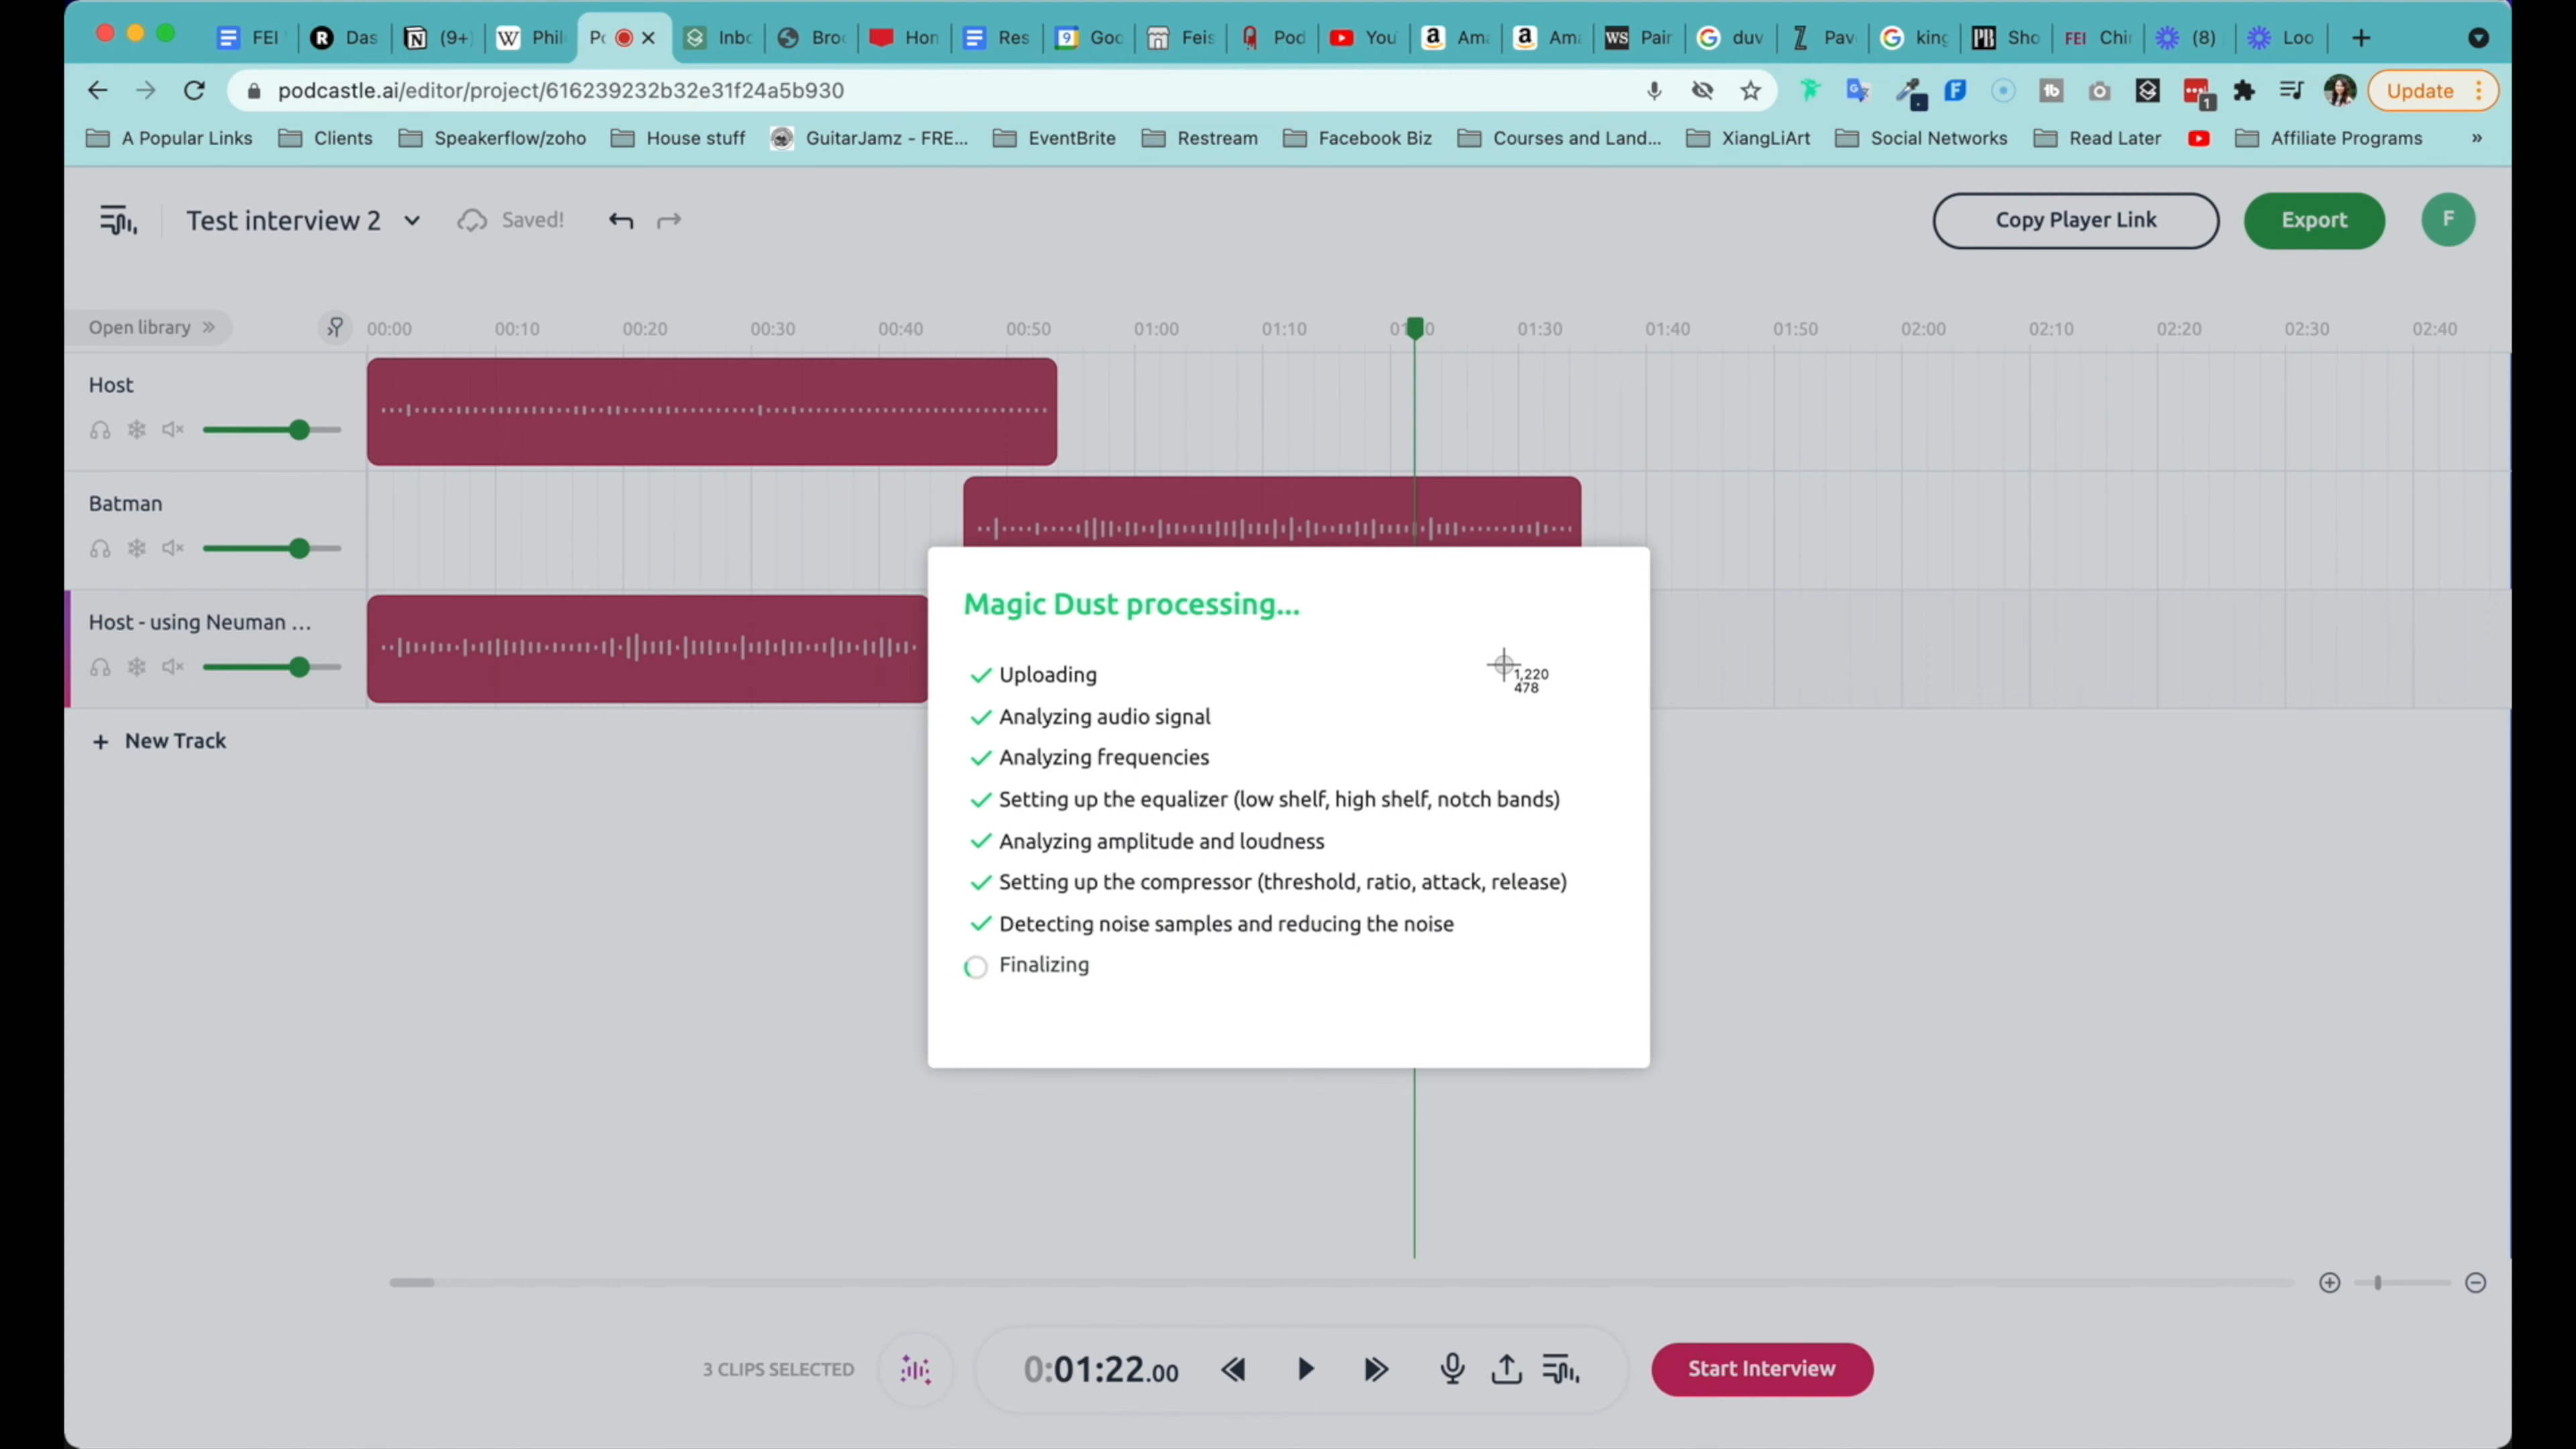 FEI Das (9+) Phil Po Inbo Broo Hom Res 9 Goo Feis Pod You Am Am WS Pair duv Pav king PB Sho FEI Chi (8) Loo
podcastle.ai/editor/project/616239232b32e31f24a5b930 1 Update
A Popular Links Clients Speakerflow/zoho House stuff GuitarJamz - FRE... EventBrite Restream Facebook Biz Courses and Land... XiangLiArt Social Networks Read Later Affiliate Programs »
Test interview 2 Saved! Copy Player Link Export F
Open library » 00:00 00:10 00:20 00:30 00:40 00:50 01:00 01:10 01:30 01:40 01:50 02:00 02:10 02:20 02:30 02:40
Host
Batman
Host - using Neuman ...
+ New Track
Magic Dust processing...
Uploading
Analyzing audio signal
Analyzing frequencies
Setting up the equalizer (low shelf, high shelf, notch bands)
Analyzing amplitude and loudness
Setting up the compressor (threshold, ratio, attack, release)
Detecting noise samples and reducing the noise
Finalizing
1,220
478
3 CLIPS SELECTED 0:01:22.00 Start Interview